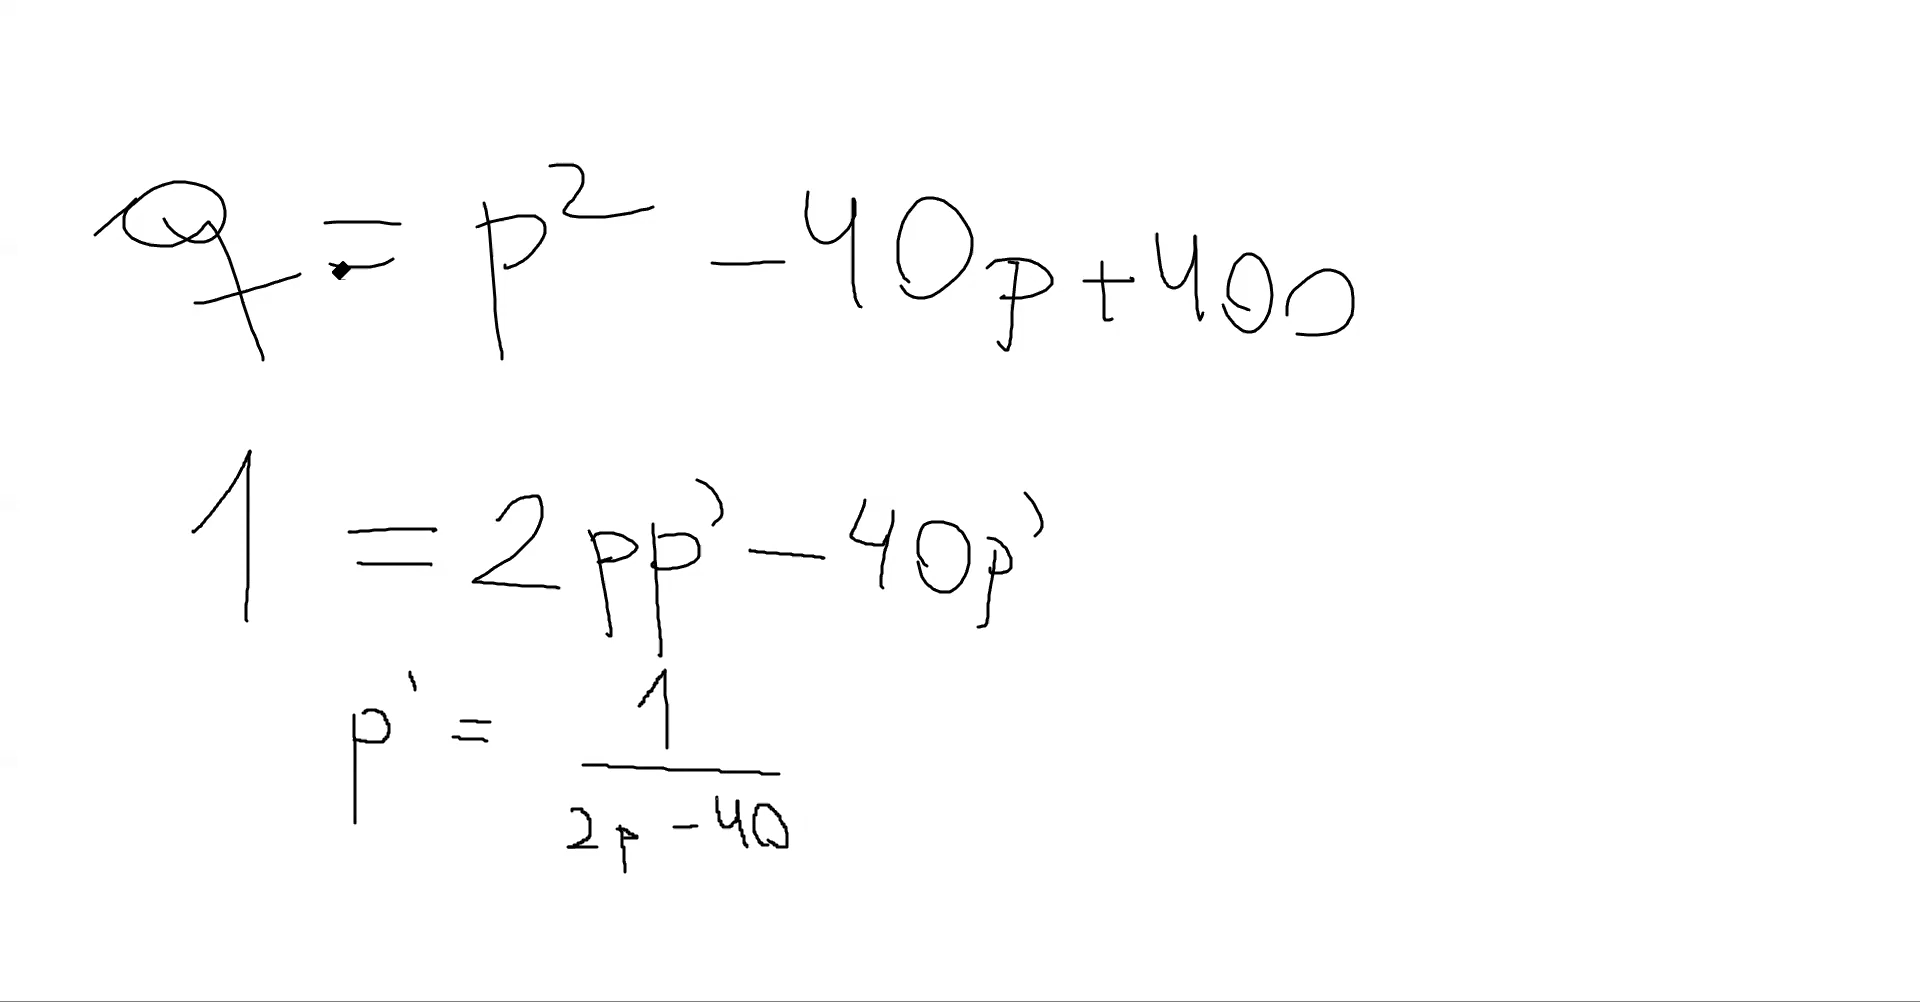 q = p² - 40p + 400
1 = 2pp' - 40p'
p' = 1 / (2p - 40)